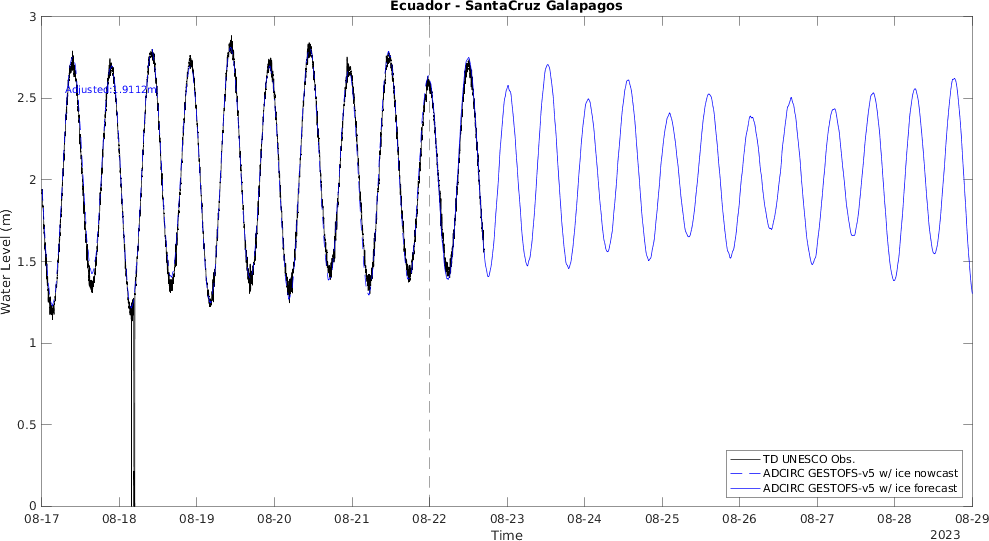 Ecuador - SantaCruz Galapagos
3
2.5
2
1.5
1
0.5
0
Water Level (m)
Adjusted:1.9112m
TD UNESCO Obs.
ADCIRC GESTOFS-v5 w/ ice nowcast
ADCIRC GESTOFS-v5 w/ ice forecast
08-17 08-18 08-19 08-20 08-21 08-22 08-23 08-24 08-25 08-26 08-27 08-28 08-29
Time
2023